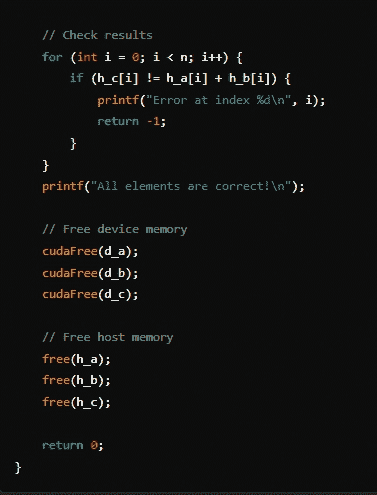 // Check results
for (int i = 0; i < n; i++) {
if (h_c[i] != h_a[i] + h_b[i]) {
printf("Error at index %d\n", i);
return -1;
}
}
printf("All elements are correct!\n");
// Free device memory
cudaFree(d_a);
cudaFree(d_b);
cudaFree(d_c);
// Free host memory
free(h_a);
free(h_b);
free(h_c);
return 0;
}